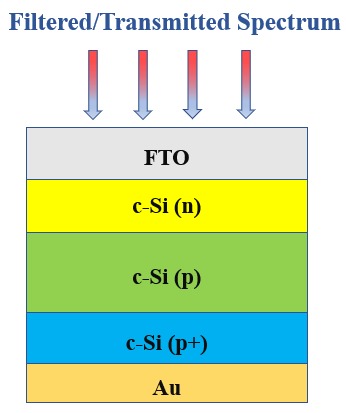 Filtered/Transmitted Spectrum
FTO
c-Si (n)
c-Si (p)
c-Si (p+)
Au